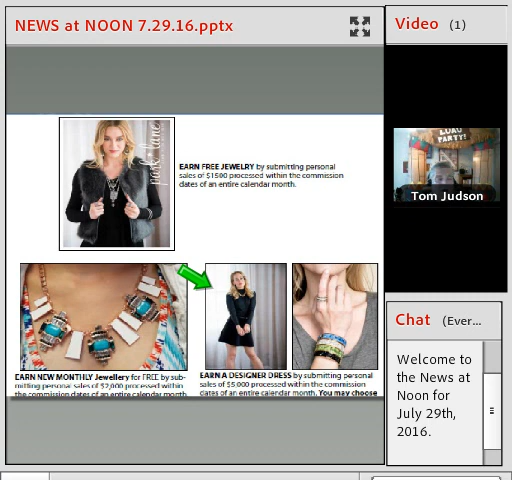 NEWS at NOON 7.29.16.pptx
Video (1)
park lane
EARN FREE JEWELRY by submitting personal
sales of $1500 processed within the commission
dates of an entire calendar month.
LUAU
PARTY!
Tom Judson
EARN NEW MONTHLY Jewellery for FREE by sub-
mitting personal sales of $2,000 processed within
the commission dates of an entire calendar month.
EARN A DESIGNER DRESS by submitting personal
sales of $5,000 processed within the commission
dates of an entire calendar month. You may choose
Chat (Ever...
Welcome to
the News at
Noon for
July 29th,
2016.